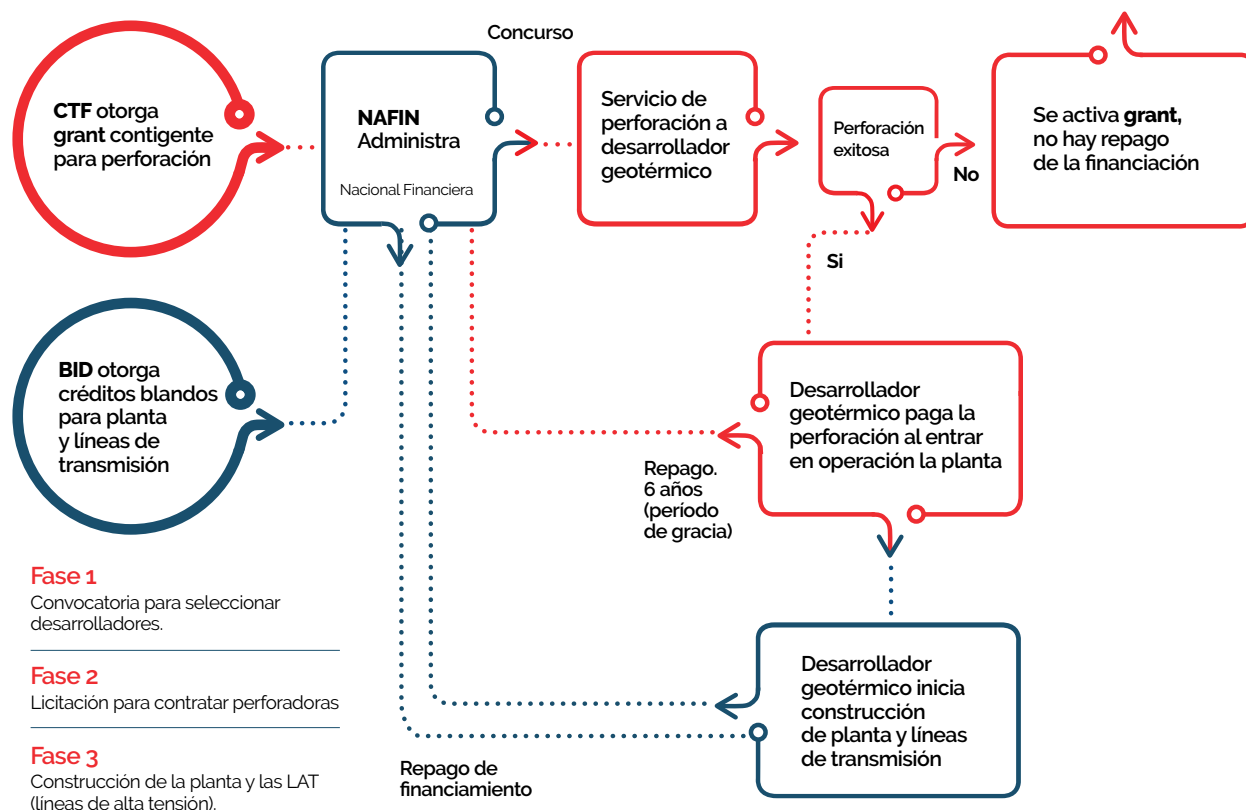 CTF otorga
grant contigente
para perforación
NAFIN
Administra
Nacional Financiera
Concurso
Servicio de
perforación a
desarrollador
geotérmico
Perforación
exitosa
No
Si
Se activa grant,
no hay repago
de la financiación
BID otorga
créditos blandos
para planta
y líneas de
transmisión
Desarrollador
geotérmico paga la
perforación al entrar
en operación la planta
Repago.
6 años
(período
de gracia)
Desarrollador
geotérmico inicia
construcción
de planta y líneas
de transmisión
Repago de
financiamiento
Fase 1
Convocatoria para seleccionar
desarrolladores.
Fase 2
Licitación para contratar perforadoras
Fase 3
Construcción de la planta y las LAT
(líneas de alta tensión).